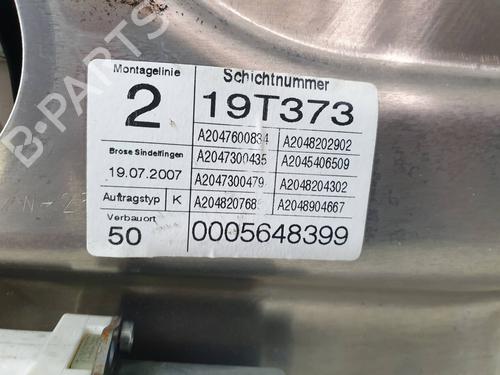 B-PARTS
Montagelinie
2
Schichtnummer
19T373
A2047600834 A2048202902
Brose Sindelfingen
A2047300435 A2045406509
19.07.2007
A2047300479 A2048204302
Auftragstyp K
A2048207685 A2048904667
Verbauort
50
0005648399